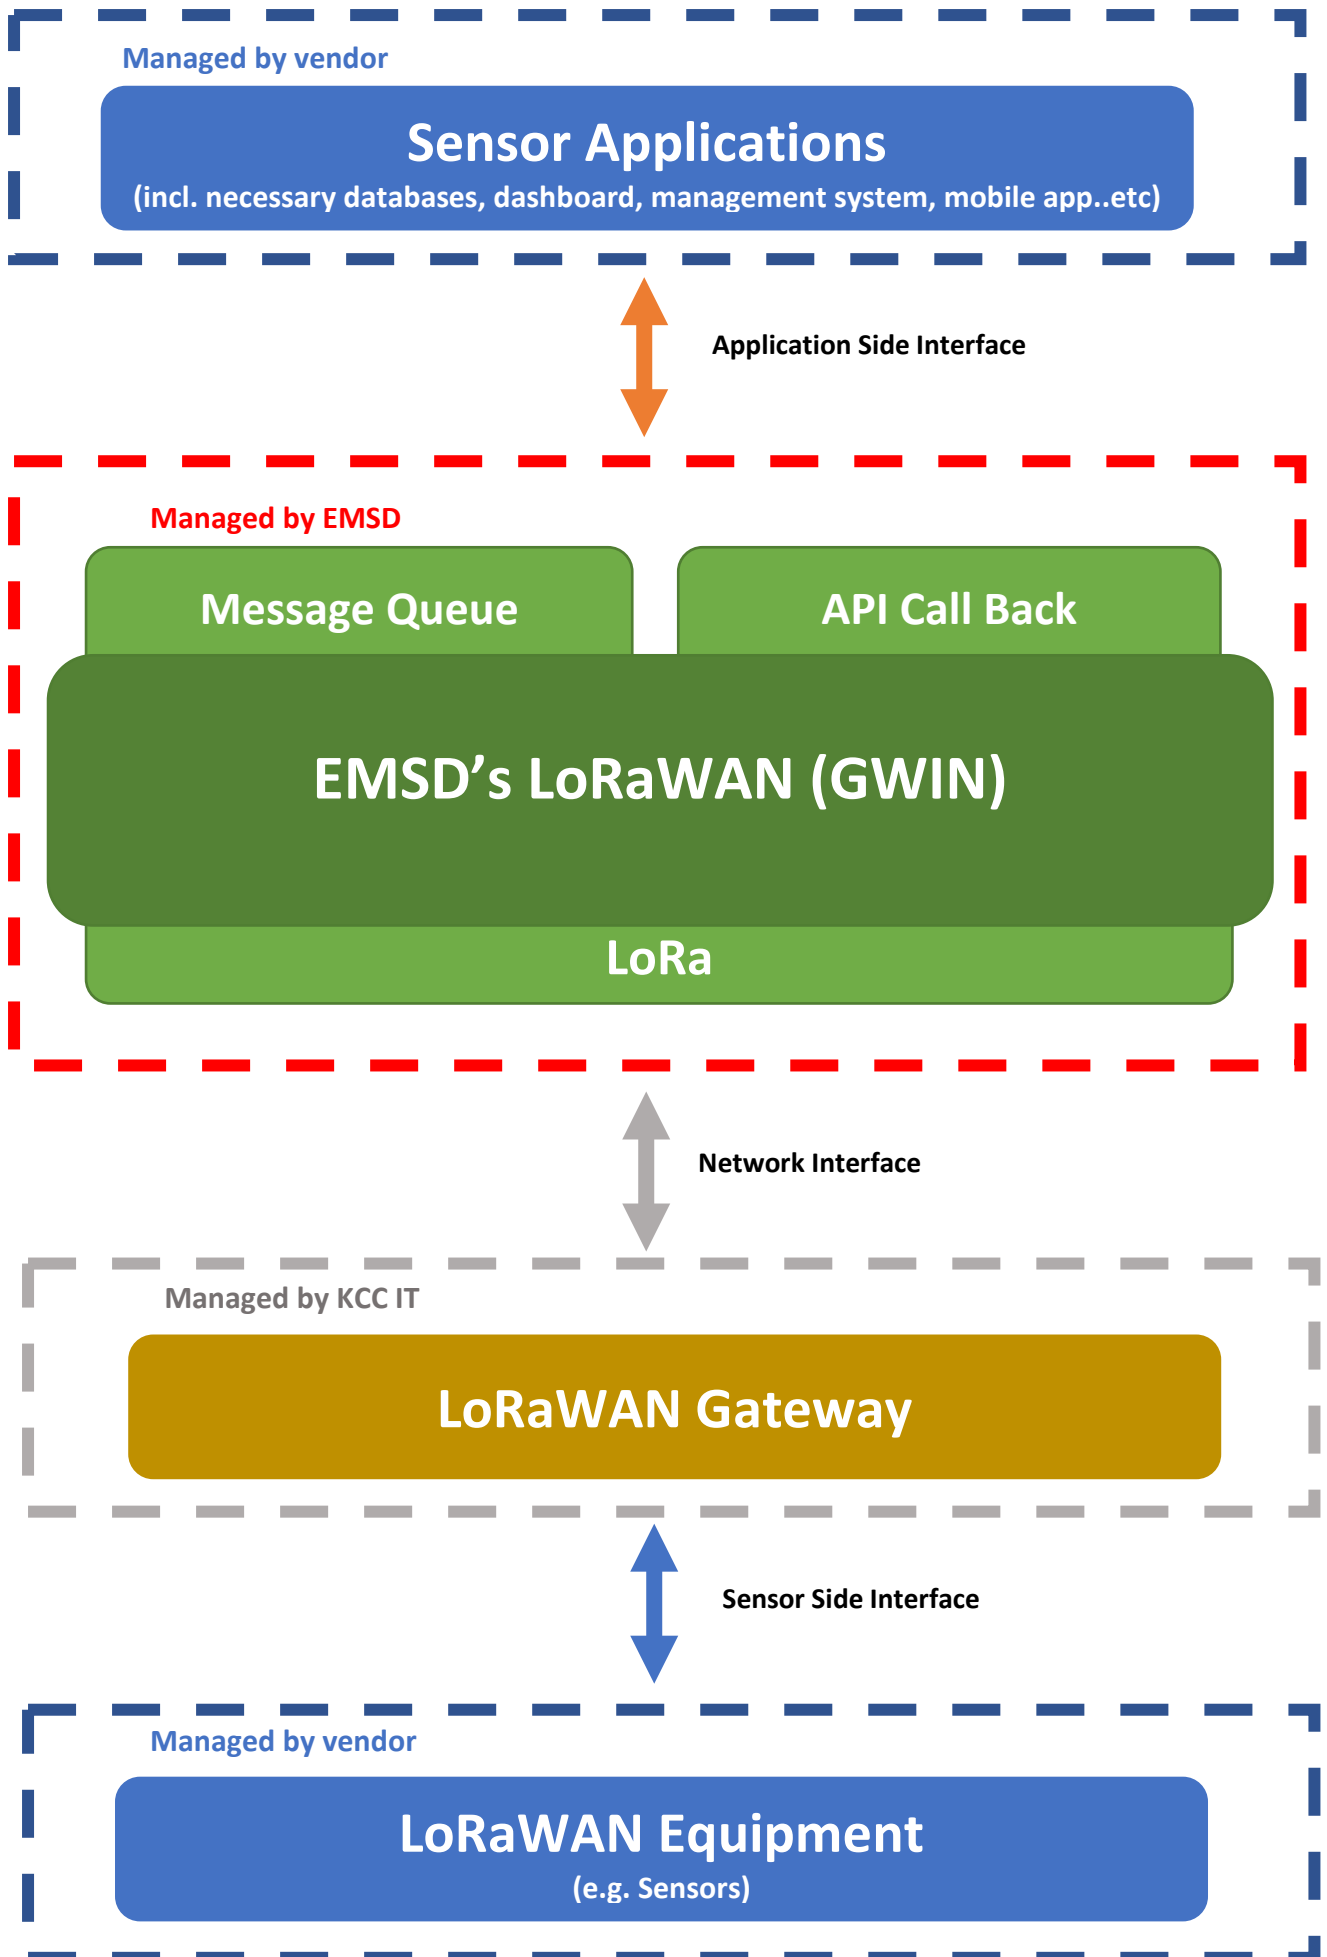 Managed by vendor
Sensor Applications
(incl. necessary databases, dashboard, management system, mobile app..etc)
Application Side Interface
Managed by EMSD
Message Queue
API Call Back
EMSD’s LoRaWAN (GWIN)
LoRa
Network Interface
Managed by KCC IT
LoRaWAN Gateway
Sensor Side Interface
Managed by vendor
LoRaWAN Equipment
(e.g. Sensors)